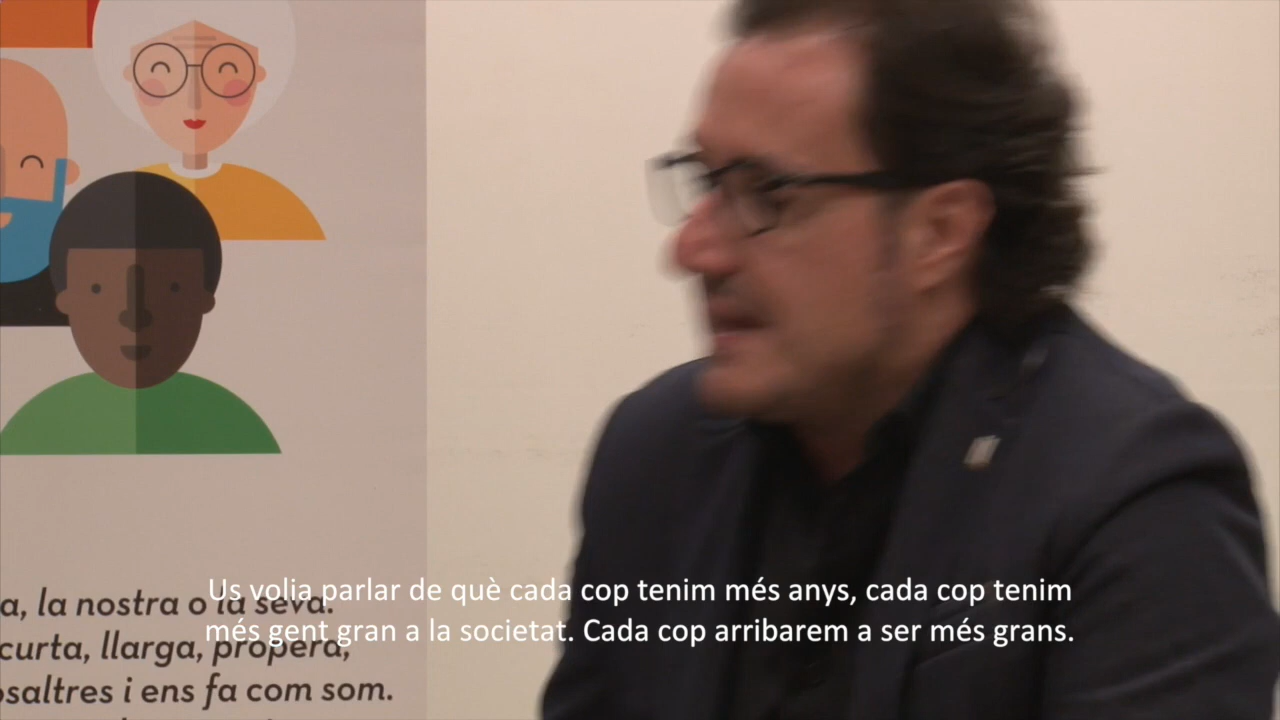 a, la nostra o la seva.
curta, llarga, propera,
osaltres i ens fa com som.
Us volia parlar de què cada cop tenim més anys, cada cop tenim
més gent gran a la societat. Cada cop arribarem a ser més grans.